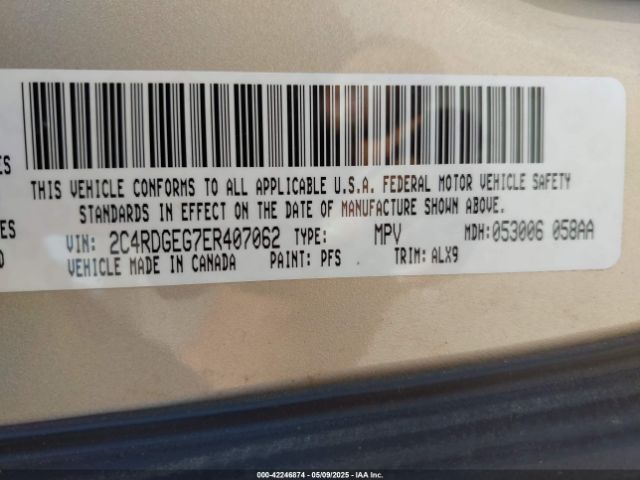 ES
THIS VEHICLE CONFORMS TO ALL APPLICABLE U.S.A. FEDERAL MOTOR VEHICLE SAFETY
STANDARDS IN EFFECT ON THE DATE OF MANUFACTURE SHOWN ABOVE.
VIN: 2C4RDGEG7ER407062 TYPE: MPV MDH:053006 058AA
VEHICLE MADE IN CANADA PAINT: PFS TRIM: ALX9
000-42246874 | 05/09/2025 | IAA Inc.